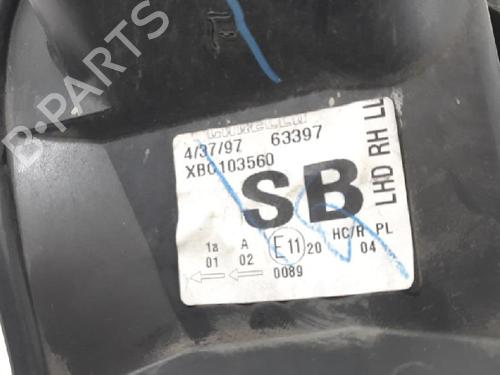 B-PARTS
CARELLO
4/37/97 63397
XBC103560
SB
LHD RH LL
1a A E11 20 HC/R PL
01 02 04
0089